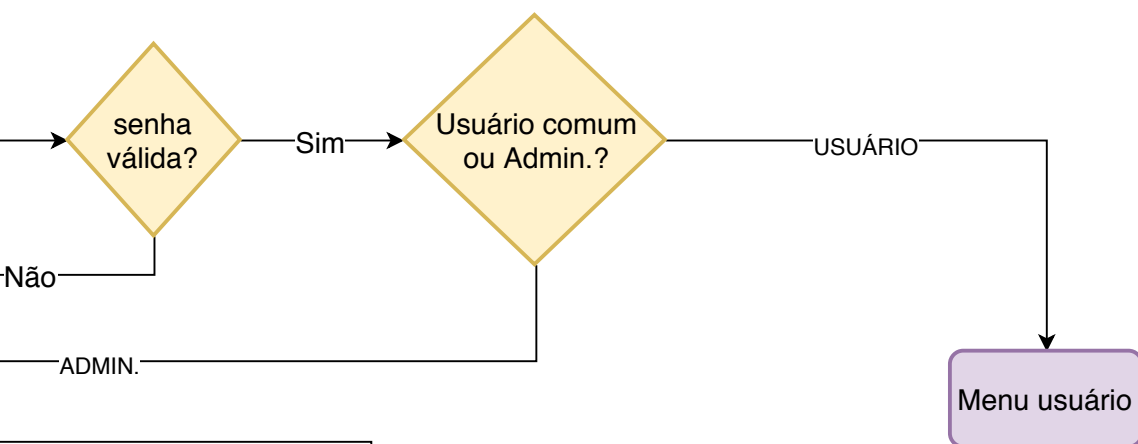 senha
válida?
Sim
Usuário comum
ou Admin.?
USUÁRIO
Não
ADMIN.
Menu usuário